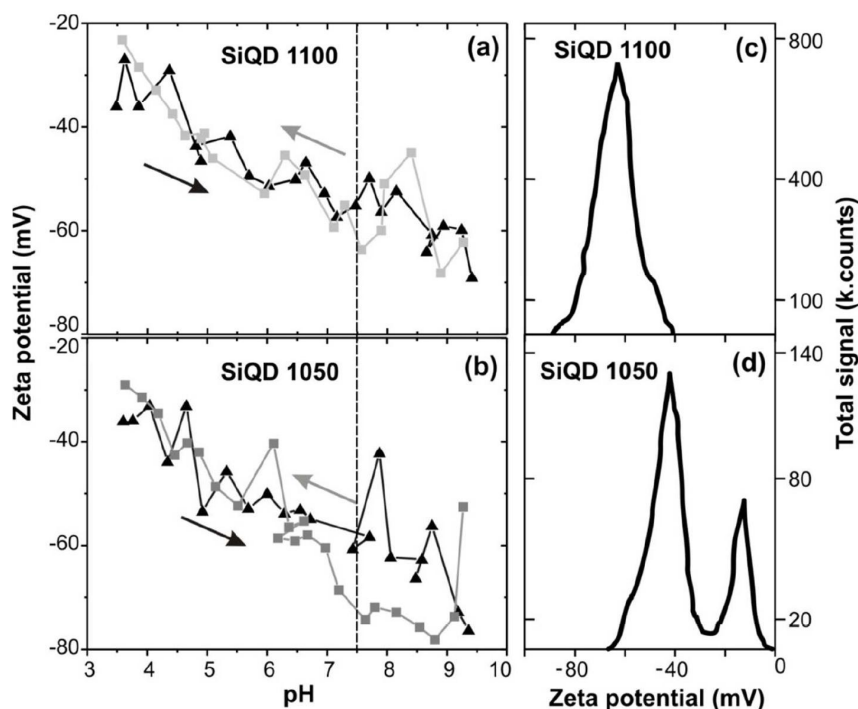 -20
-40
-60
-80
-20
-40
-60
-80
Zeta potential (mV)
SiQD 1100
(a)
SiQD 1050
(b)
3 4 5 6 7 8 9 10
pH
SiQD 1100
(c)
800
400
100
SiQD 1050
(d)
140
80
20
Total signal (k.counts)
-80 -40 0
Zeta potential (mV)